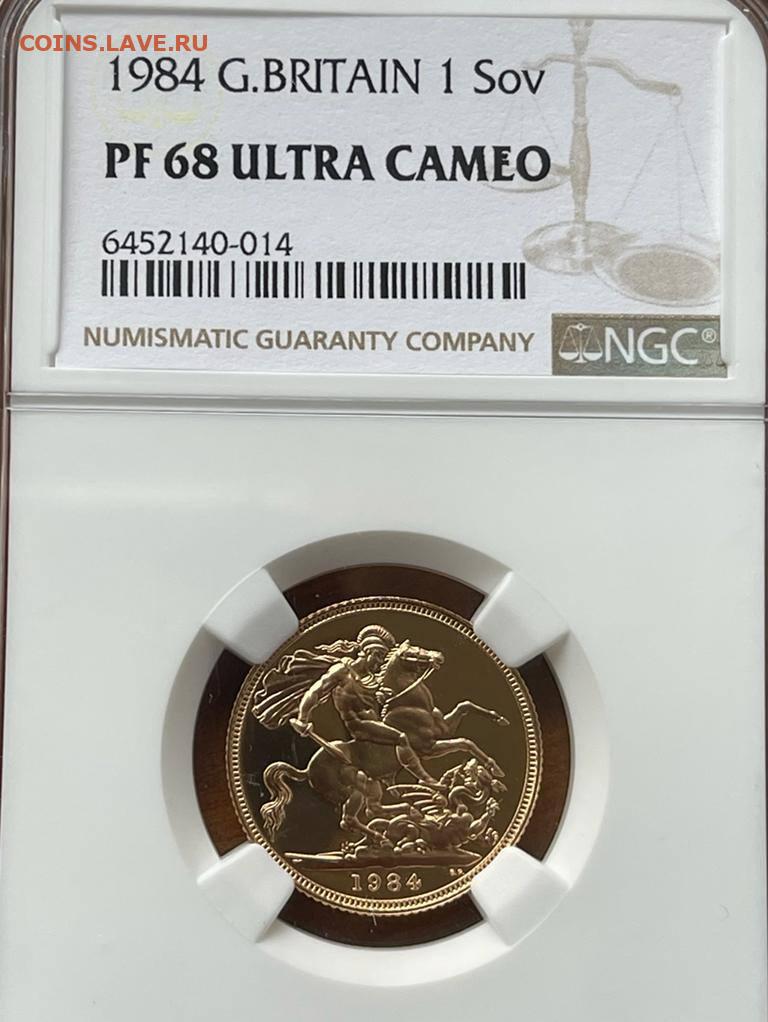 COINS.LAVE.RU
1984 G.BRITAIN 1 Sov
PF 68 ULTRA CAMEO
6452140-014
NUMISMATIC GUARANTY COMPANY
NGC®
1984